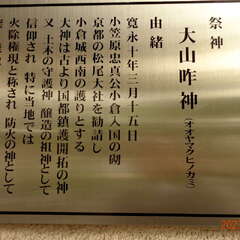 祭神
大山咋神(オオヤマクヒノカミ)
由緒
寛永十年三月十五日
小笠原忠真公小倉入国の砌
京都の松尾大社を勧請し
小倉城西南の護りとする
大神は古より国都鎮護開拓の神
又 土木の守護神 醸造の祖神として
信仰され 特に当地では
火除権現と称され 防火の神として